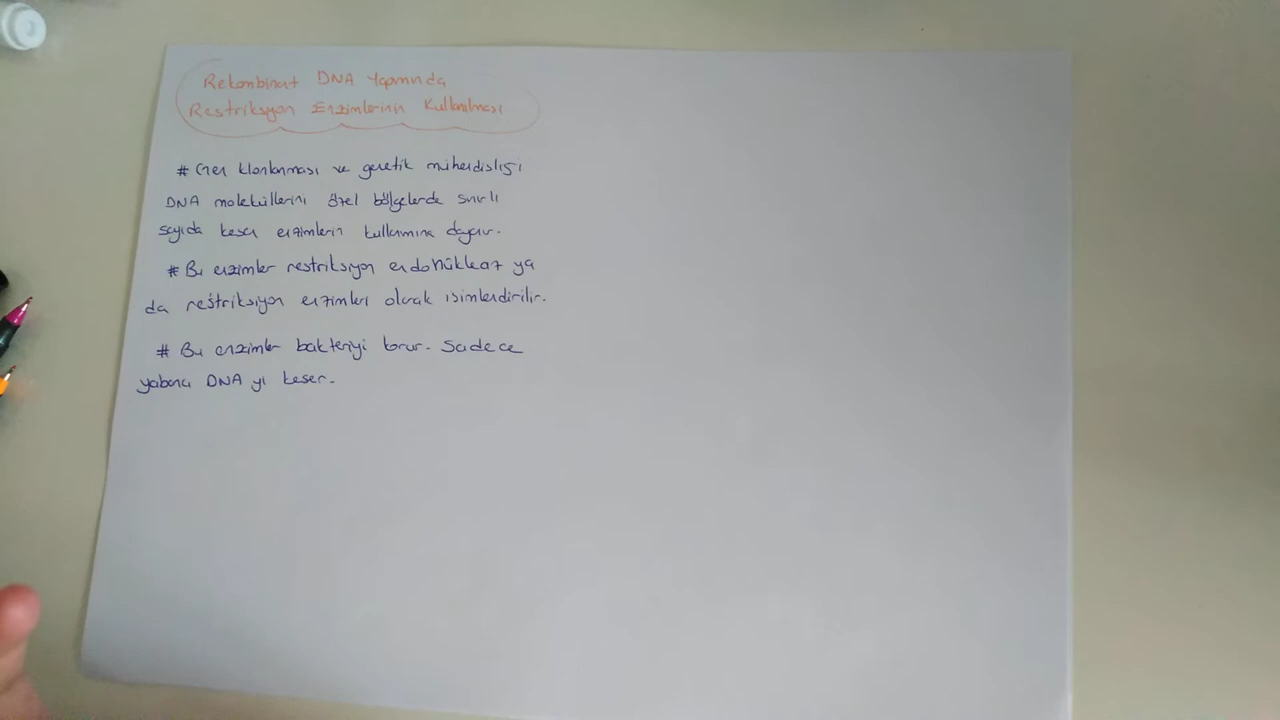 Rekombinat DNA Yapımında
Restriksyon Enzimlerinin Kullanılması
# Gen klonlanması ve genetik mühendisliği
DNA moleküllerini özel bölgelerde sınırlı
sayıda kesen enzimlerin kullanımına dayanır.
# Bu enzimler restriksiyon endonükleaz ya
da restriksiyon enzimleri olarak isimlendirilir.
# Bu enzimler bakteriyi korur. Sadece
yabancı DNA yı keser.